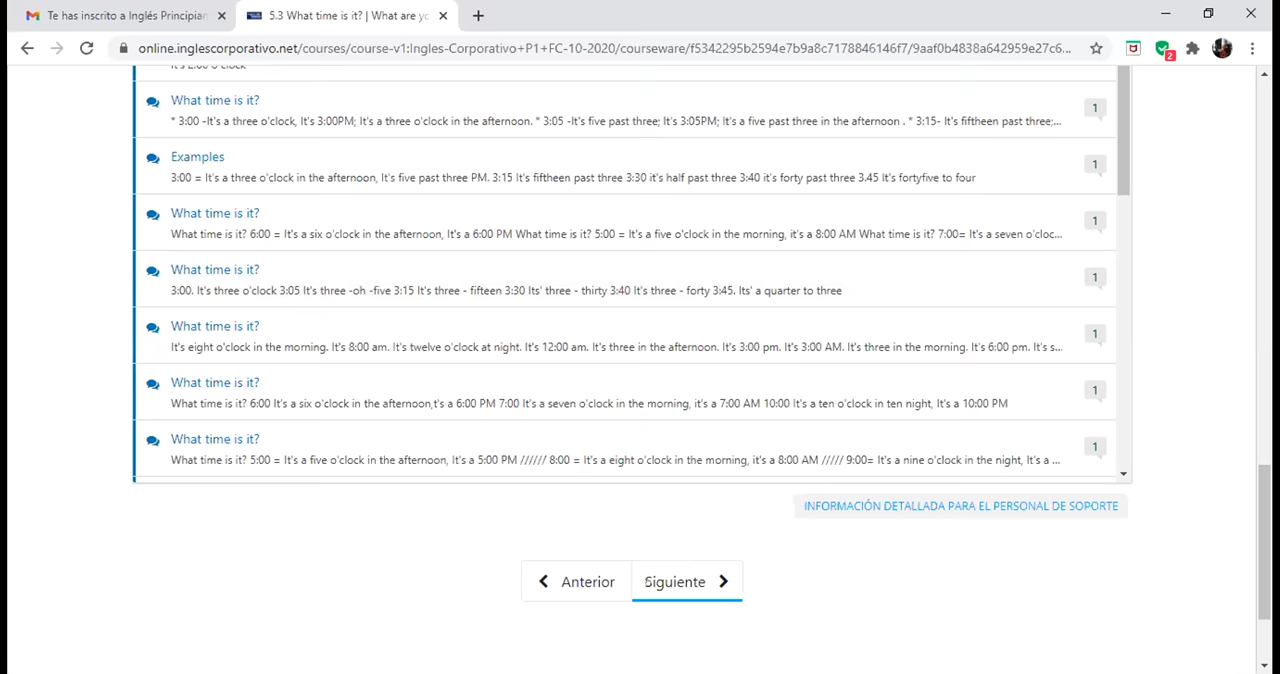 Te has inscrito a Inglés Principian
5.3 What time is it? | What are yo
online.inglescorporativo.net/courses/course-v1:Ingles-Corporativo+P1+FC-10-2020/courseware/f5342295b2594e7b9a8c7178846146f7/9aaf0b4838a642959e27c6...
2
It's 2:00 O'clock
What time is it?
1
* 3:00 -It's a three o'clock, It's 3:00PM; It's a three o'clock in the afternoon. * 3:05 -It's five past three; It's 3:05PM; It's a five past three in the afternoon . * 3:15- It's fiftheen past three;...
Examples
1
3:00 = It's a three o'clock in the afternoon, It's five past three PM. 3:15 It's fiftheen past three 3:30 it's half past three 3:40 it's forty past three 3.45 It's fortyfive to four
What time is it?
1
What time is it? 6:00 = It's a six o'clock in the afternoon, It's a 6:00 PM What time is it? 5:00 = It's a five o'clock in the morning, it's a 8:00 AM What time is it? 7:00= It's a seven o'cloc...
What time is it?
1
3:00. It's three o'clock 3:05 It's three -oh -five 3:15 It's three - fifteen 3:30 Its' three - thirty 3:40 It's three - forty 3:45. Its' a quarter to three
What time is it?
1
It's eight o'clock in the morning. It's 8:00 am. It's twelve o'clock at night. It's 12:00 am. It's three in the afternoon. It's 3:00 pm. It's 3:00 AM. It's three in the morning. It's 6:00 pm. It's s...
What time is it?
1
What time is it? 6:00 It's a six o'clock in the afternoon,t's a 6:00 PM 7:00 It's a seven o'clock in the morning, it's a 7:00 AM 10:00 It's a ten o'clock in ten night, It's a 10:00 PM
What time is it?
1
What time is it? 5:00 = It's a five o'clock in the afternoon, It's a 5:00 PM ////// 8:00 = It's a eight o'clock in the morning, it's a 8:00 AM ///// 9:00= It's a nine o'clock in the night, It's a ...
INFORMACIÓN DETALLADA PARA EL PERSONAL DE SOPORTE
Anterior
Siguiente